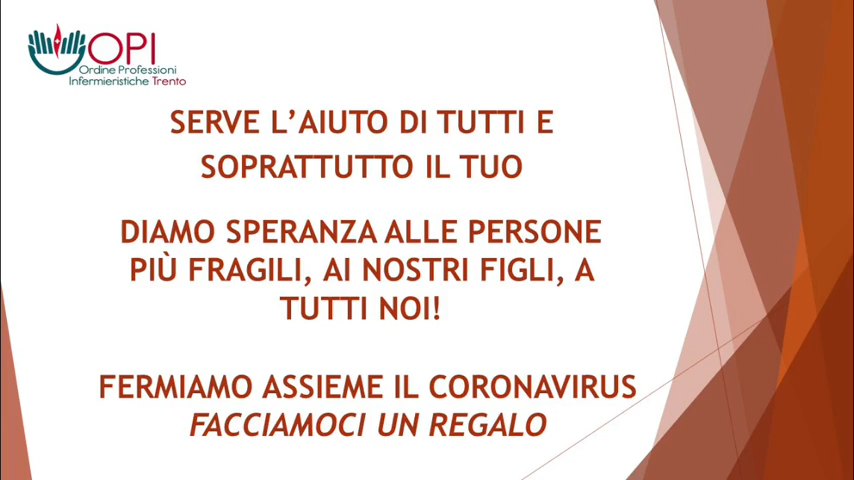 OPI
Ordine Professioni
Infermieristiche Trento
SERVE L'AIUTO DI TUTTI E
SOPRATTUTTO IL TUO
DIAMO SPERANZA ALLE PERSONE
PIÙ FRAGILI, AI NOSTRI FIGLI, A
TUTTI NOI!
FERMIAMO ASSIEME IL CORONAVIRUS
FACCIAMOCI UN REGALO